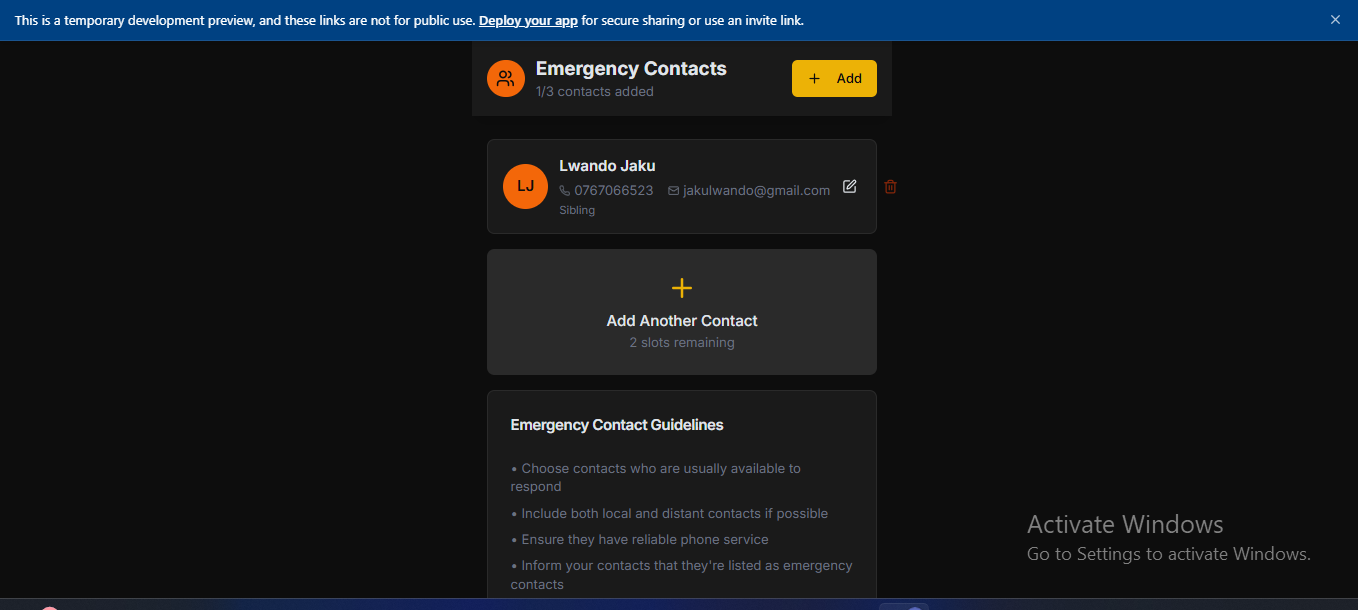 This is a temporary development preview, and these links are not for public use. Deploy your app for secure sharing or use an invite link.
Emergency Contacts
1/3 contacts added
+ Add
LJ
Lwando Jaku
0767066523 jakulwando@gmail.com
Sibling
Add Another Contact
2 slots remaining
Emergency Contact Guidelines
• Choose contacts who are usually available to
respond
• Include both local and distant contacts if possible
• Ensure they have reliable phone service
• Inform your contacts that they're listed as emergency
contacts
Activate Windows
Go to Settings to activate Windows.